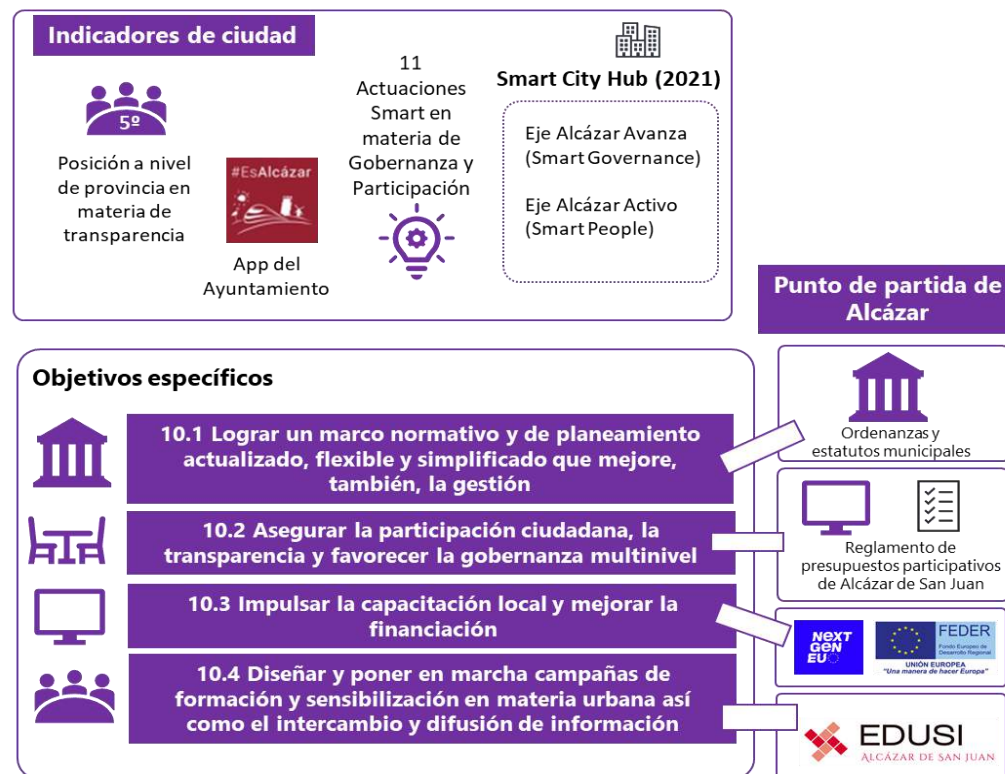 Indicadores de ciudad
5º
Posición a nivel
de provincia en
materia de
transparencia
#EsAlcázar
App del
Ayuntamiento
11
Actuaciones
Smart en
materia de
Gobernanza y
Participación
Smart City Hub (2021)
Eje Alcázar Avanza
(Smart Governance)
Eje Alcázar Activo
(Smart People)
Punto de partida de
Alcázar
Objetivos específicos
10.1 Lograr un marco normativo y de planeamiento
actualizado, flexible y simplificado que mejore,
también, la gestión
Ordenanzas y
estatutos municipales
10.2 Asegurar la participación ciudadana, la
transparencia y favorecer la gobernanza multinivel
Reglamento de
presupuestos participativos
de Alcázar de San Juan
10.3 Impulsar la capacitación local y mejorar la
financiación
NEXT
GEN
EU
FEDER
Fondo Europeo de
Desarrollo Regional
UNIÓN EUROPEA
"Una manera de hacer Europa"
10.4 Diseñar y poner en marcha campañas de
formación y sensibilización en materia urbana así
como el intercambio y difusión de información
EDUSI
ALCÁZAR DE SAN JUAN